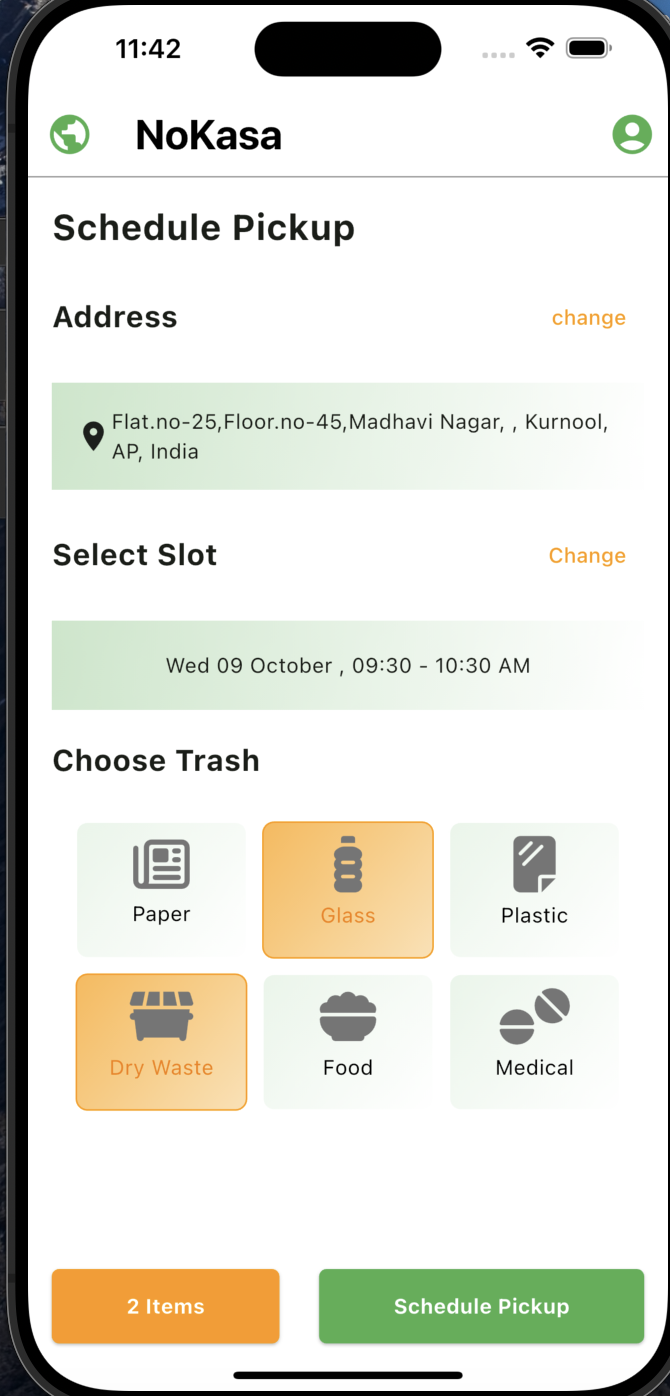 11:42
NoKasa
Schedule Pickup
Address
change
Flat.no-25,Floor.no-45,Madhavi Nagar, , Kurnool,
AP, India
Select Slot
Change
Wed 09 October , 09:30 - 10:30 AM
Choose Trash
Paper
Glass
Plastic
Dry Waste
Food
Medical
2 Items
Schedule Pickup